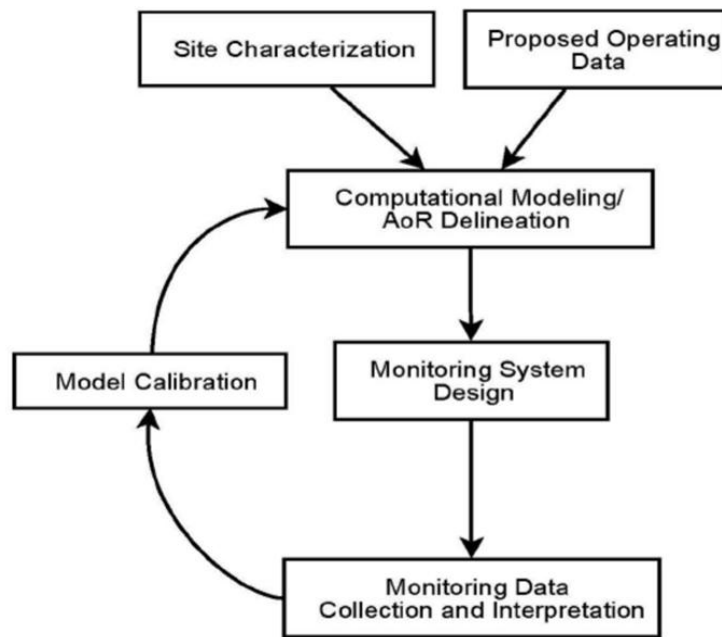 Site Characterization
Proposed Operating
Data
Computational Modeling/
AoR Delineation
Model Calibration
Monitoring System
Design
Monitoring Data
Collection and Interpretation